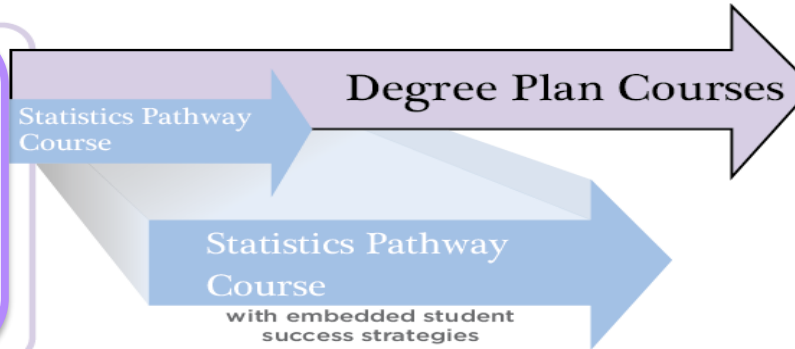 Degree Plan Courses
Statistics Pathway
Course
Statistics Pathway
Course
with embedded student
success strategies